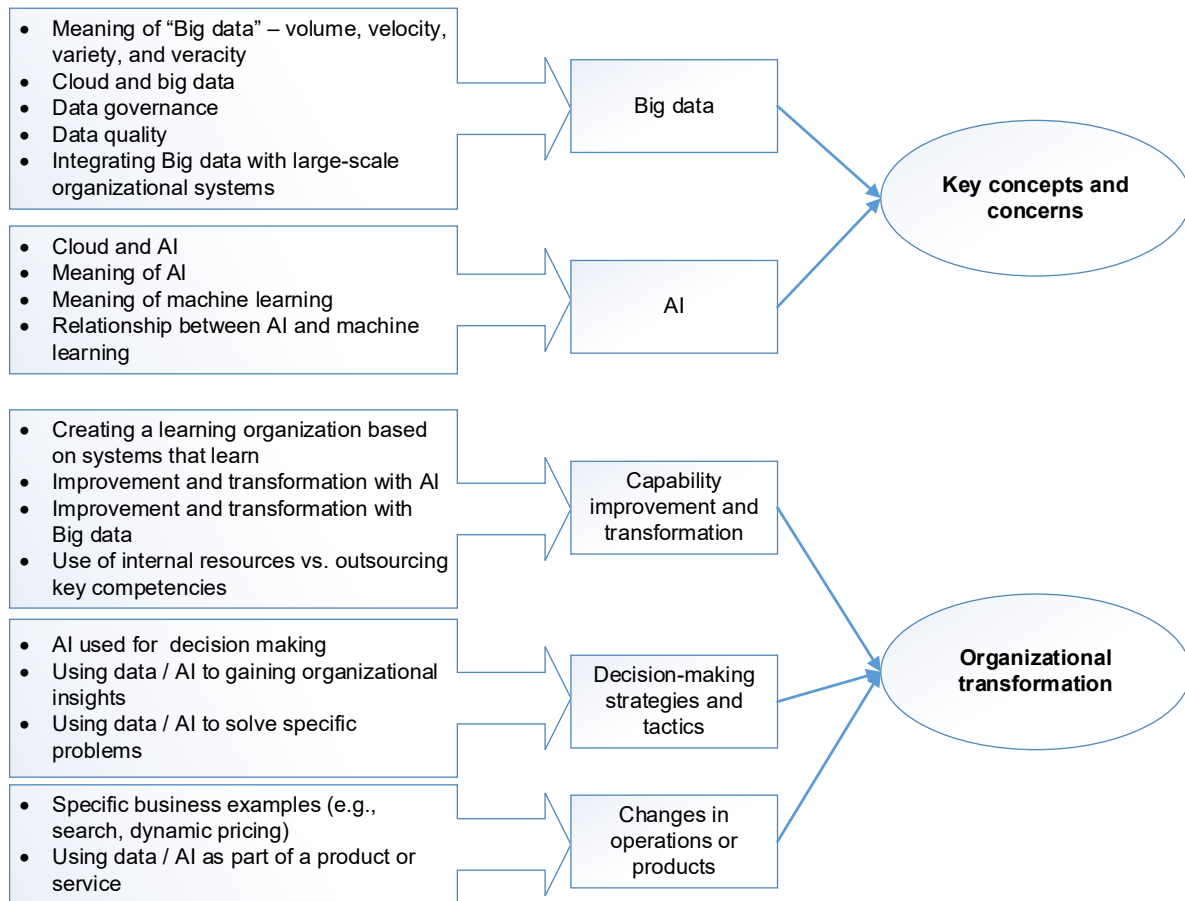 • Meaning of “Big data” – volume, velocity,
variety, and veracity
• Cloud and big data
• Data governance
• Data quality
• Integrating Big data with large-scale
organizational systems
Big data
Key concepts and
concerns
• Cloud and AI
• Meaning of AI
• Meaning of machine learning
• Relationship between AI and machine
learning
AI
• Creating a learning organization based
on systems that learn
• Improvement and transformation with AI
• Improvement and transformation with
Big data
• Use of internal resources vs. outsourcing
key competencies
Capability
improvement and
transformation
• AI used for  decision making
• Using data / AI to gaining organizational
insights
• Using data / AI to solve specific
problems
Decision-making
strategies and
tactics
Organizational
transformation
• Specific business examples (e.g.,
search, dynamic pricing)
• Using data / AI as part of a product or
service
Changes in
operations or
products